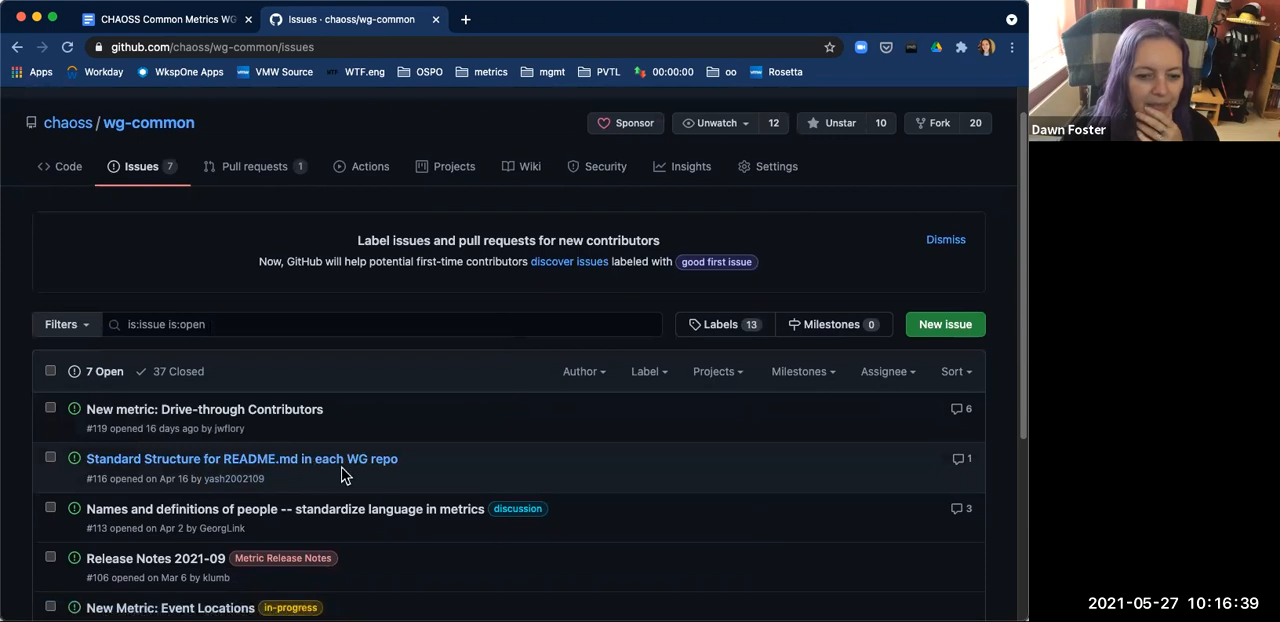 CHAOSS Common Metrics WG
Issues · chaoss/wg-common
github.com/chaoss/wg-common/issues
Apps Workday WkspOne Apps VMW Source WTF.eng OSPO metrics mgmt PVTL 00:00:00 oo Rosetta
chaoss / wg-common
Sponsor Unwatch 12 Unstar 10 Fork 20
Code Issues 7 Pull requests 1 Actions Projects Wiki Security Insights Settings
Label issues and pull requests for new contributors
Dismiss
Now, GitHub will help potential first-time contributors discover issues labeled with good first issue
Filters is:issue is:open Labels 13 Milestones 0 New issue
7 Open 37 Closed Author Label Projects Milestones Assignee Sort
New metric: Drive-through Contributors 6
#119 opened 16 days ago by jwflory
Standard Structure for README.md in each WG repo 1
#116 opened on Apr 16 by yash2002109
Names and definitions of people -- standardize language in metrics discussion 3
#113 opened on Apr 2 by GeorgLink
Release Notes 2021-09 Metric Release Notes
#106 opened on Mar 6 by klumb
New Metric: Event Locations in-progress
Dawn Foster
2021-05-27 10:16:39